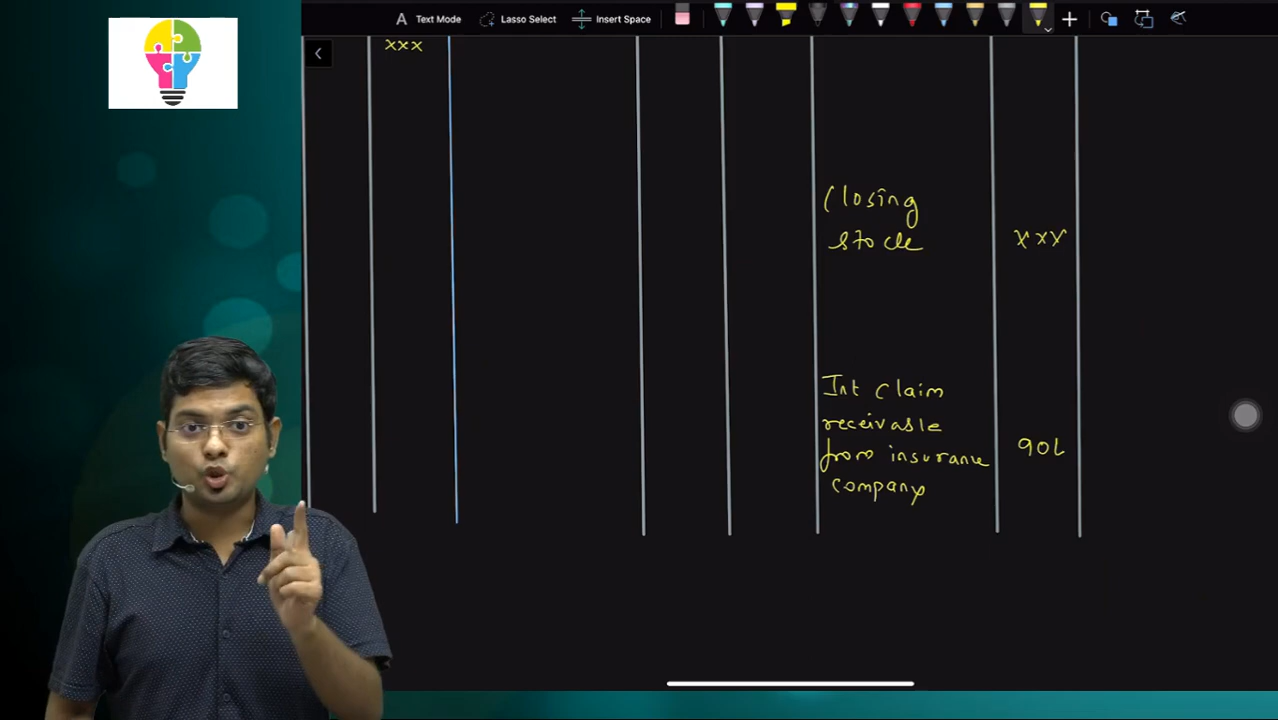 Text Mode
Lasso Select
Insert Space
xxx
Closing
stock
xxx
Int claim
receivable
from insurance
company
90L